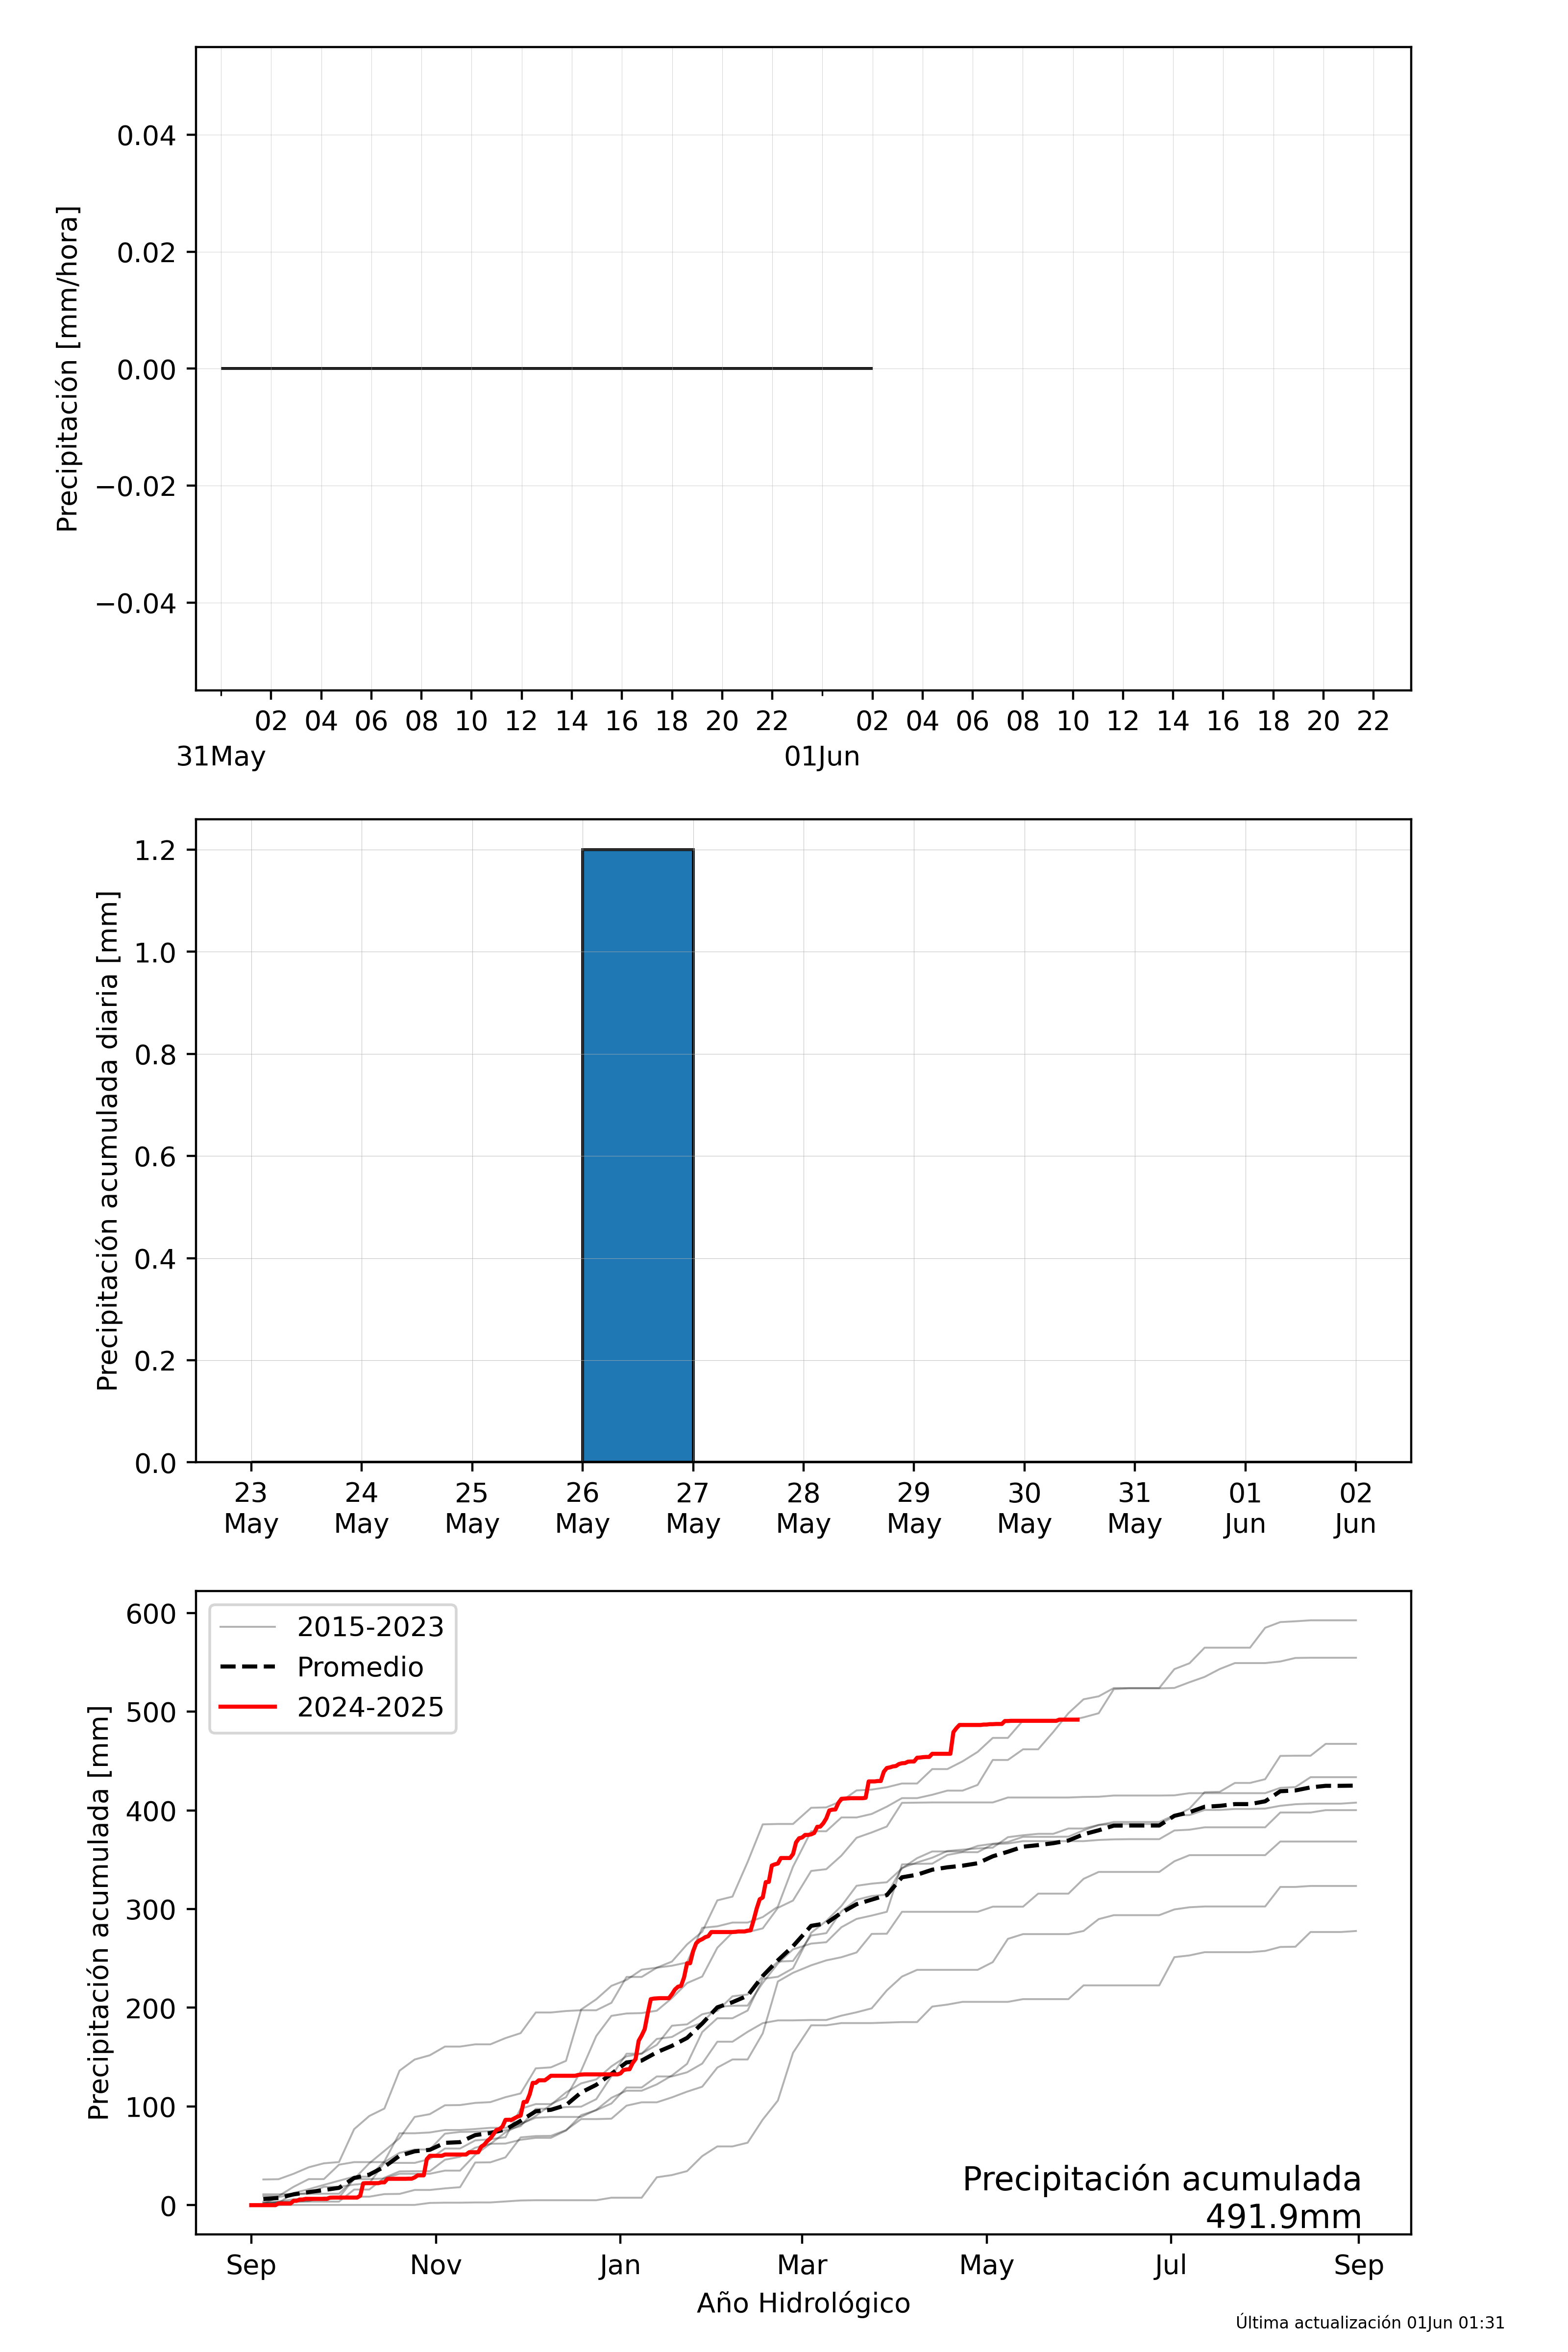 Precipitación [mm/hora]
0.04
0.02
0.00
−0.02
−0.04
02 04 06 08 10 12 14 16 18 20 22 02 04 06 08 10 12 14 16 18 20 22
31May 01Jun
Precipitación acumulada diaria [mm]
1.2
1.0
0.8
0.6
0.4
0.2
0.0
23 24 25 26 27 28 29 30 31 01 02
May May May May May May May May May Jun Jun
Precipitación acumulada [mm]
600
500
400
300
200
100
0
2015-2023
Promedio
2024-2025
Precipitación acumulada
491.9mm
Sep Nov Jan Mar May Jul Sep
Año Hidrológico
Última actualización 01Jun 01:31